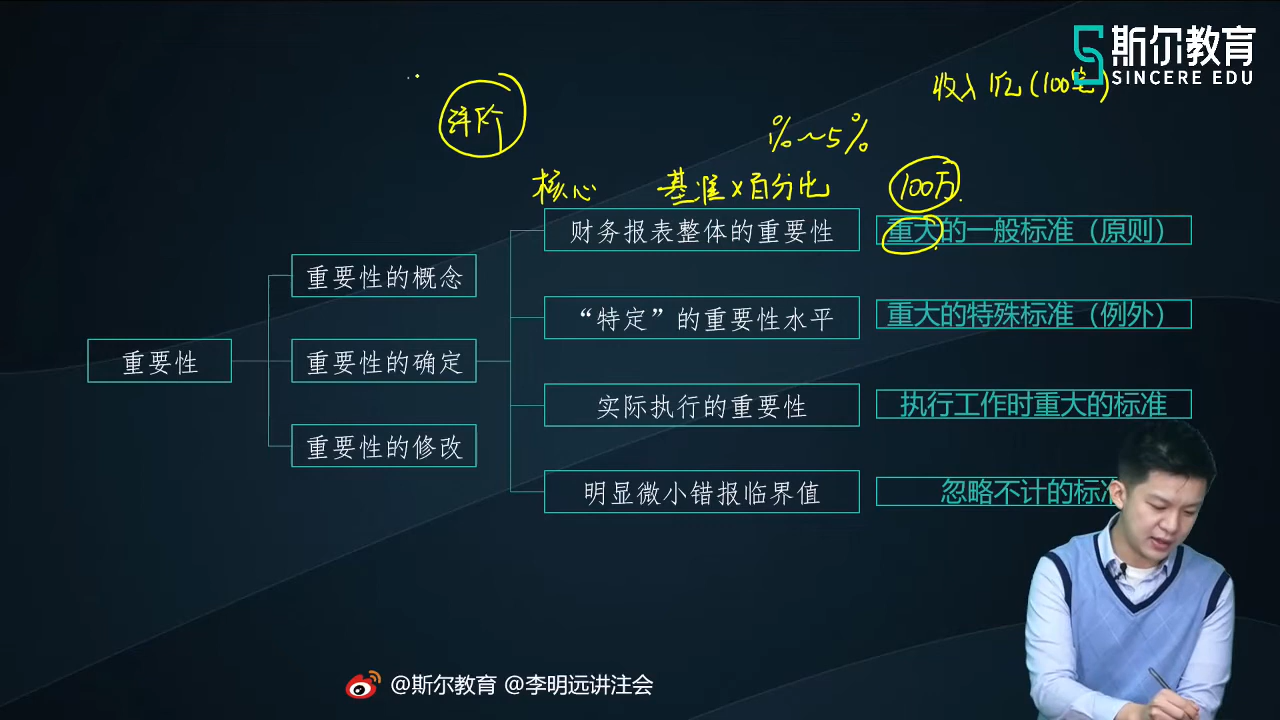 斯尔教育
SINCERE EDU
收入1亿(100笔)
评价
1%～5%
核心 基准×百分比 100万
财务报表整体的重要性 重大的一般标准（原则）
重要性的概念
“特定”的重要性水平 重大的特殊标准（例外）
重要性 重要性的确定
实际执行的重要性 执行工作时重大的标准
重要性的修改
明显微小错报临界值 忽略不计的标
@斯尔教育 @李明远讲注会